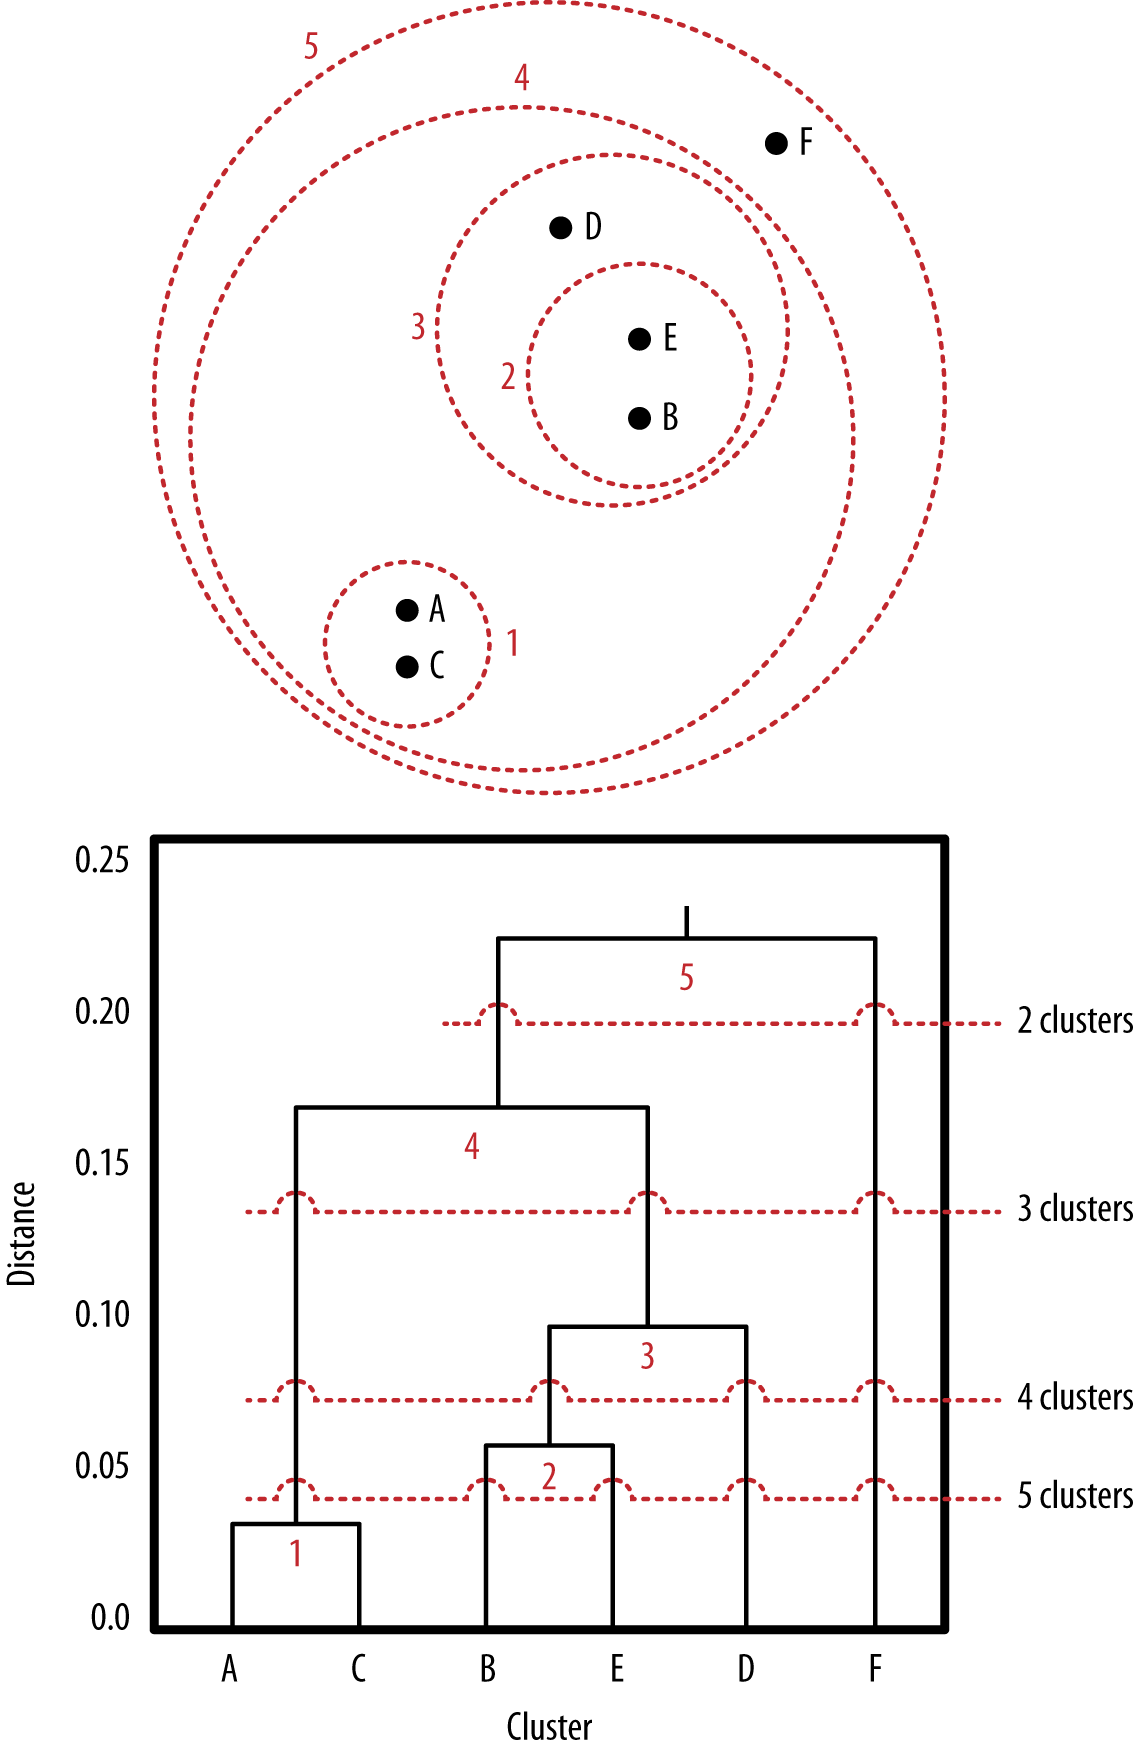 5
4
F
D
3
E
2
B
A
1
C
0.25
5
0.20
2 clusters
4
0.15
3 clusters
Distance
0.10
3
4 clusters
0.05
2
5 clusters
1
0.0
A C B E D F
Cluster